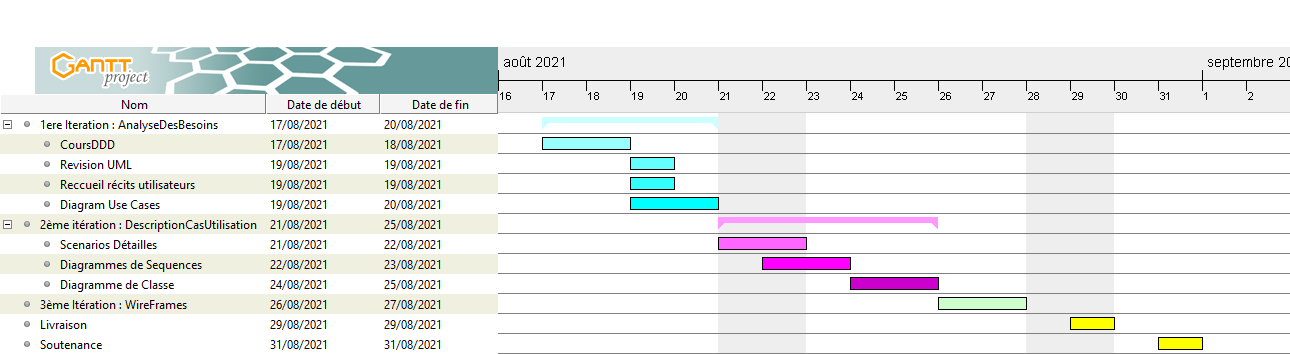 GANTT
project
août 2021
septembre 20
Nom Date de début Date de fin
16 17 18 19 20 21 22 23 24 25 26 27 28 29 30 31 1 2
1ere Iteration : AnalyseDesBesoins 17/08/2021 20/08/2021
CoursDDD 17/08/2021 18/08/2021
Revision UML 19/08/2021 19/08/2021
Reccueil récits utilisateurs 19/08/2021 19/08/2021
Diagram Use Cases 19/08/2021 20/08/2021
2ème itération : DescriptionCasUtilisation 21/08/2021 25/08/2021
Scenarios Détailles 21/08/2021 22/08/2021
Diagrammes de Sequences 22/08/2021 23/08/2021
Diagramme de Classe 24/08/2021 25/08/2021
3ème Itération : WireFrames 26/08/2021 27/08/2021
Livraison 29/08/2021 29/08/2021
Soutenance 31/08/2021 31/08/2021